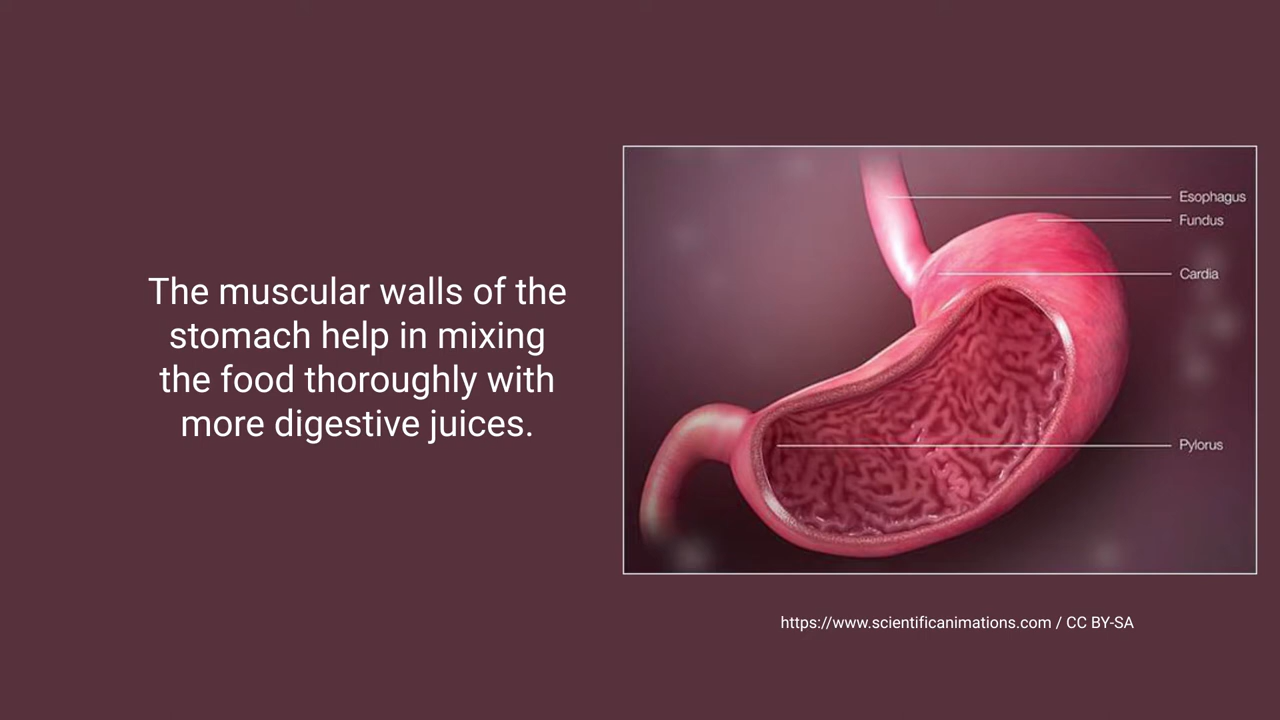 The muscular walls of the
stomach help in mixing
the food thoroughly with
more digestive juices.
Esophagus
Fundus
Cardia
Pylorus
https://www.scientificanimations.com / CC BY-SA